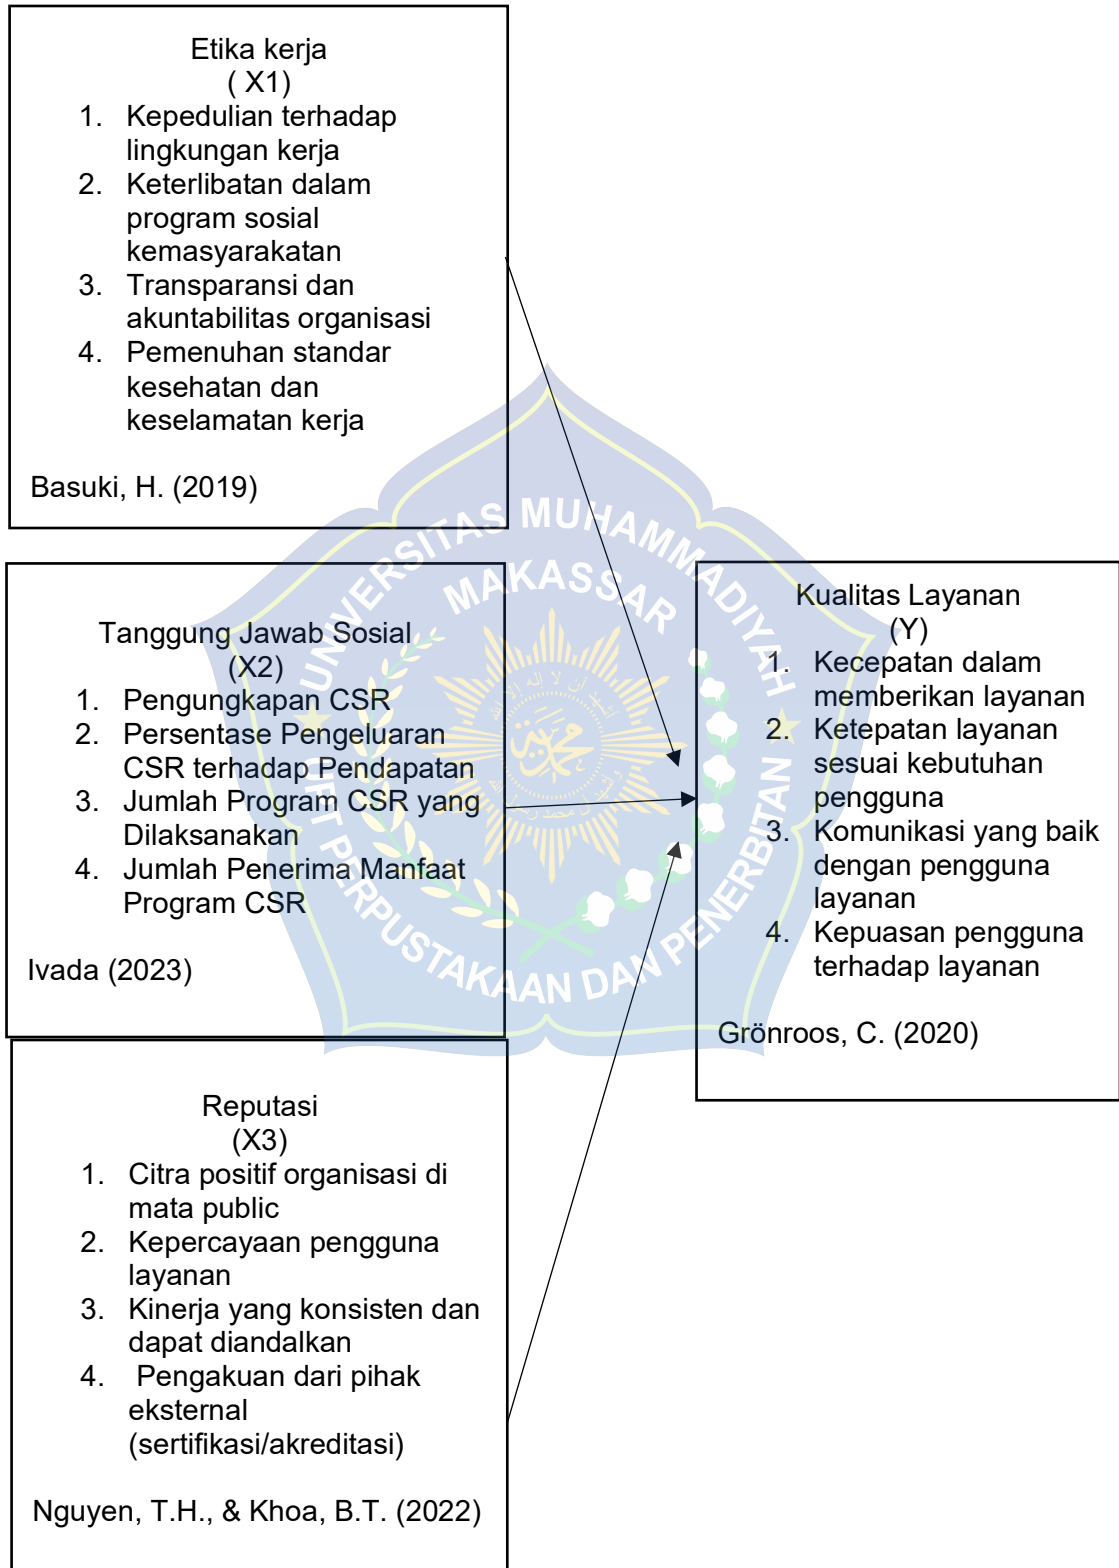 Etika kerja
( X1)
1. Kepedulian terhadap
lingkungan kerja
2. Keterlibatan dalam
program sosial
kemasyarakatan
3. Transparansi dan
akuntabilitas organisasi
4. Pemenuhan standar
kesehatan dan
keselamatan kerja
Basuki, H. (2019)
Tanggung Jawab Sosial
(X2)
1. Pengungkapan CSR
2. Persentase Pengeluaran
CSR terhadap Pendapatan
3. Jumlah Program CSR yang
Dilaksanakan
4. Jumlah Penerima Manfaat
Program CSR
Ivada (2023)
Reputasi
(X3)
1. Citra positif organisasi di
mata public
2. Kepercayaan pengguna
layanan
3. Kinerja yang konsisten dan
dapat diandalkan
4. Pengakuan dari pihak
eksternal
(sertifikasi/akreditasi)
Nguyen, T.H., & Khoa, B.T. (2022)
Kualitas Layanan
(Y)
1. Kecepatan dalam
memberikan layanan
2. Ketepatan layanan
sesuai kebutuhan
pengguna
3. Komunikasi yang baik
dengan pengguna
layanan
4. Kepuasan pengguna
terhadap layanan
Grönroos, C. (2020)
UNIVERSITAS MUHAMMADIYAH
MAKASSAR
UPT PERPUSTAKAAN DAN PENERBITAN